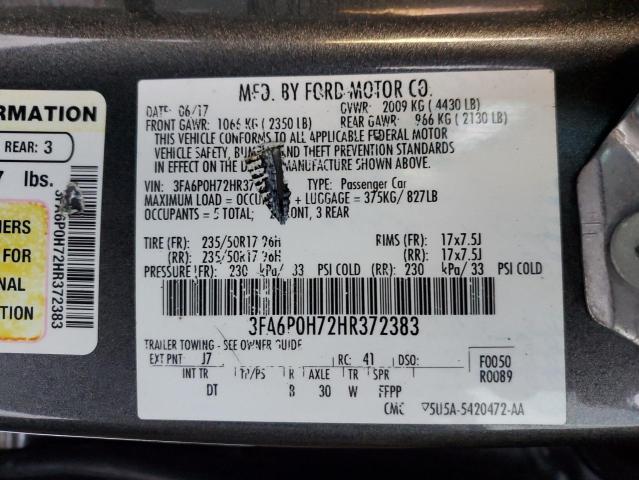 ORMATION
REAR: 3
lbs.
3FA6P0H72HR372383
NERS
FOR
ONAL
TION
MFD. BY FORD MOTOR CO.
DATE: 06/17 GVWR: 2009 KG ( 4430 LB)
FRONT GAWR: 1066 KG ( 2350 LB) REAR GAWR: 966 KG ( 2130 LB)
THIS VEHICLE CONFORMS TO ALL APPLICABLE FEDERAL MOTOR
VEHICLE SAFETY, BUMPER AND THEFT PREVENTION STANDARDS
IN EFFECT ON THE DATE OF MANUFACTURE SHOWN ABOVE.
VIN: 3FA6P0H72HR37 TYPE: Passenger Car
MAXIMUM LOAD = OCCU + LUGGAGE = 375KG/ 827LB
OCCUPANTS = 5 TOTAL; ONT, 3 REAR
TIRE (FR): 235/50R17 96H RIMS (FR): 17x7.5J
(RR): 235/50R17 96H (RR): 17x7.5J
PRESSURE (FR): 230 kPa/ 33 PSI COLD (RR): 230 kPa/ 33 PSI COLD
3FA6P0H72HR372383
TRAILER TOWING - SEE OWNER GUIDE
EXT PNT: J7 RC: 41 DSO: F0050
INT TR TP/PS R AXLE TR SPR R0089
DT 8 30 W FFPP
CMC 5U5A-5420472-AA